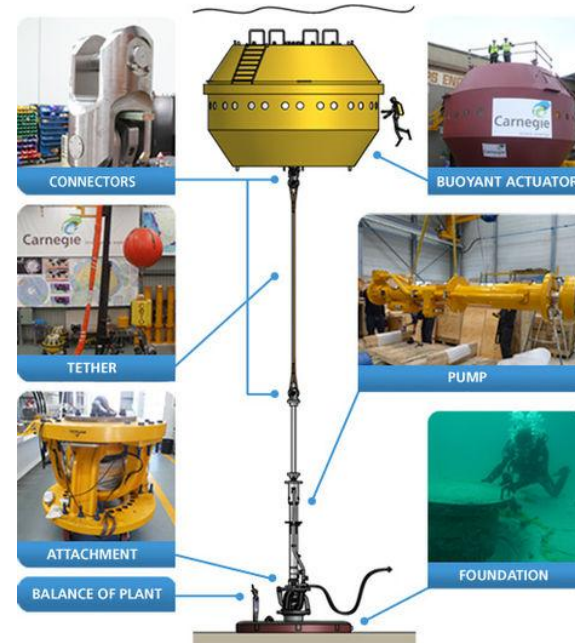 CONNECTORS
BUOYANT ACTUATOR
Carnegie
Carnegie
TETHER
PUMP
ATTACHMENT
BALANCE OF PLANT
FOUNDATION